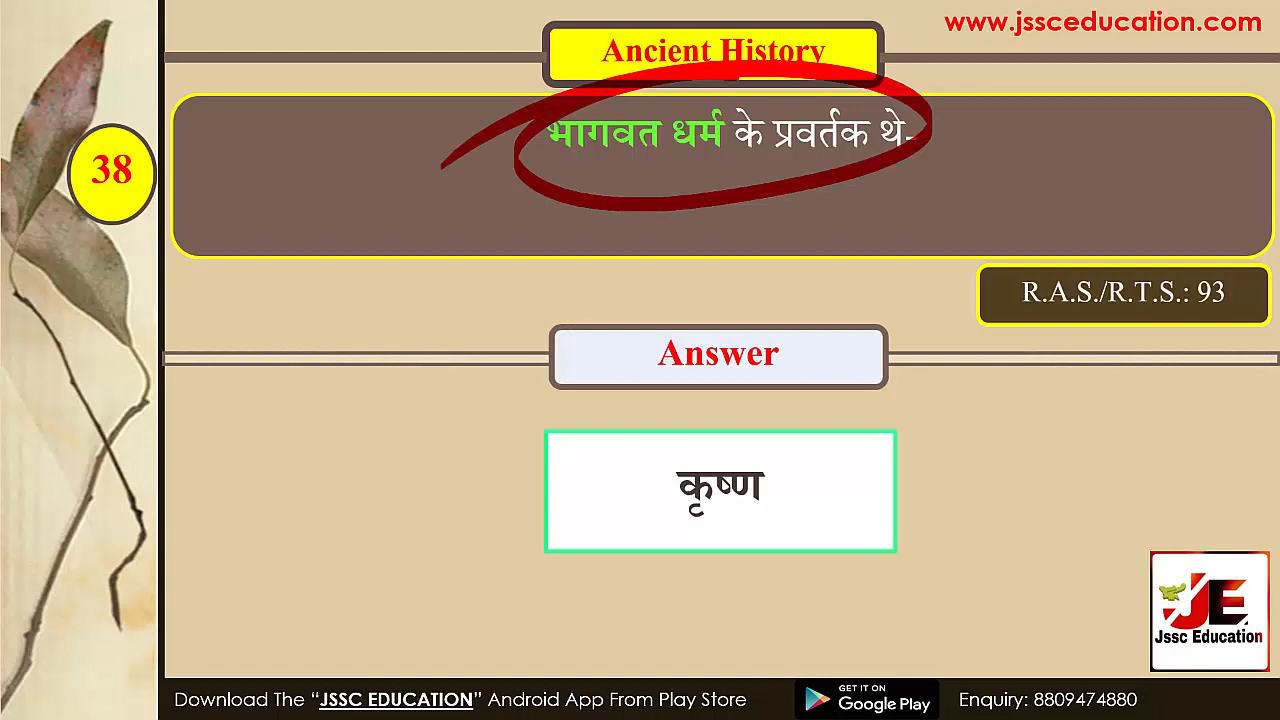 www.jssceducation.com
Ancient History
38
भागवत धर्म के प्रवर्तक थे-
R.A.S./R.T.S.: 93
Answer
कृष्ण
JE
Jssc Education
Download The “JSSC EDUCATION” Android App From Play Store
GET IT ON
Google Play
Enquiry: 8809474880